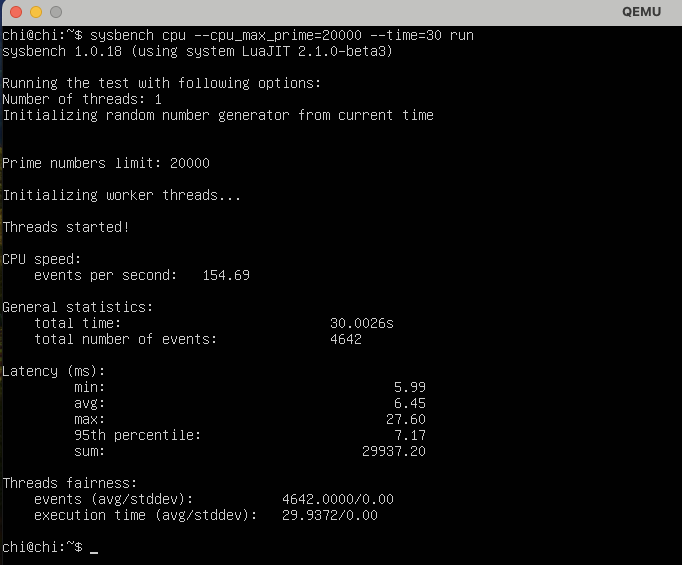 QEMU
chi@chi:~$ sysbench cpu --cpu_max_prime=20000 --time=30 run
sysbench 1.0.18 (using system LuaJIT 2.1.0-beta3)
Running the test with following options:
Number of threads: 1
Initializing random number generator from current time
Prime numbers limit: 20000
Initializing worker threads...
Threads started!
CPU speed:
events per second: 154.69
General statistics:
total time: 30.0026s
total number of events: 4642
Latency (ms):
min: 5.99
avg: 6.45
max: 27.60
95th percentile: 7.17
sum: 29937.20
Threads fairness:
events (avg/stddev): 4642.0000/0.00
execution time (avg/stddev): 29.9372/0.00
chi@chi:~$ _